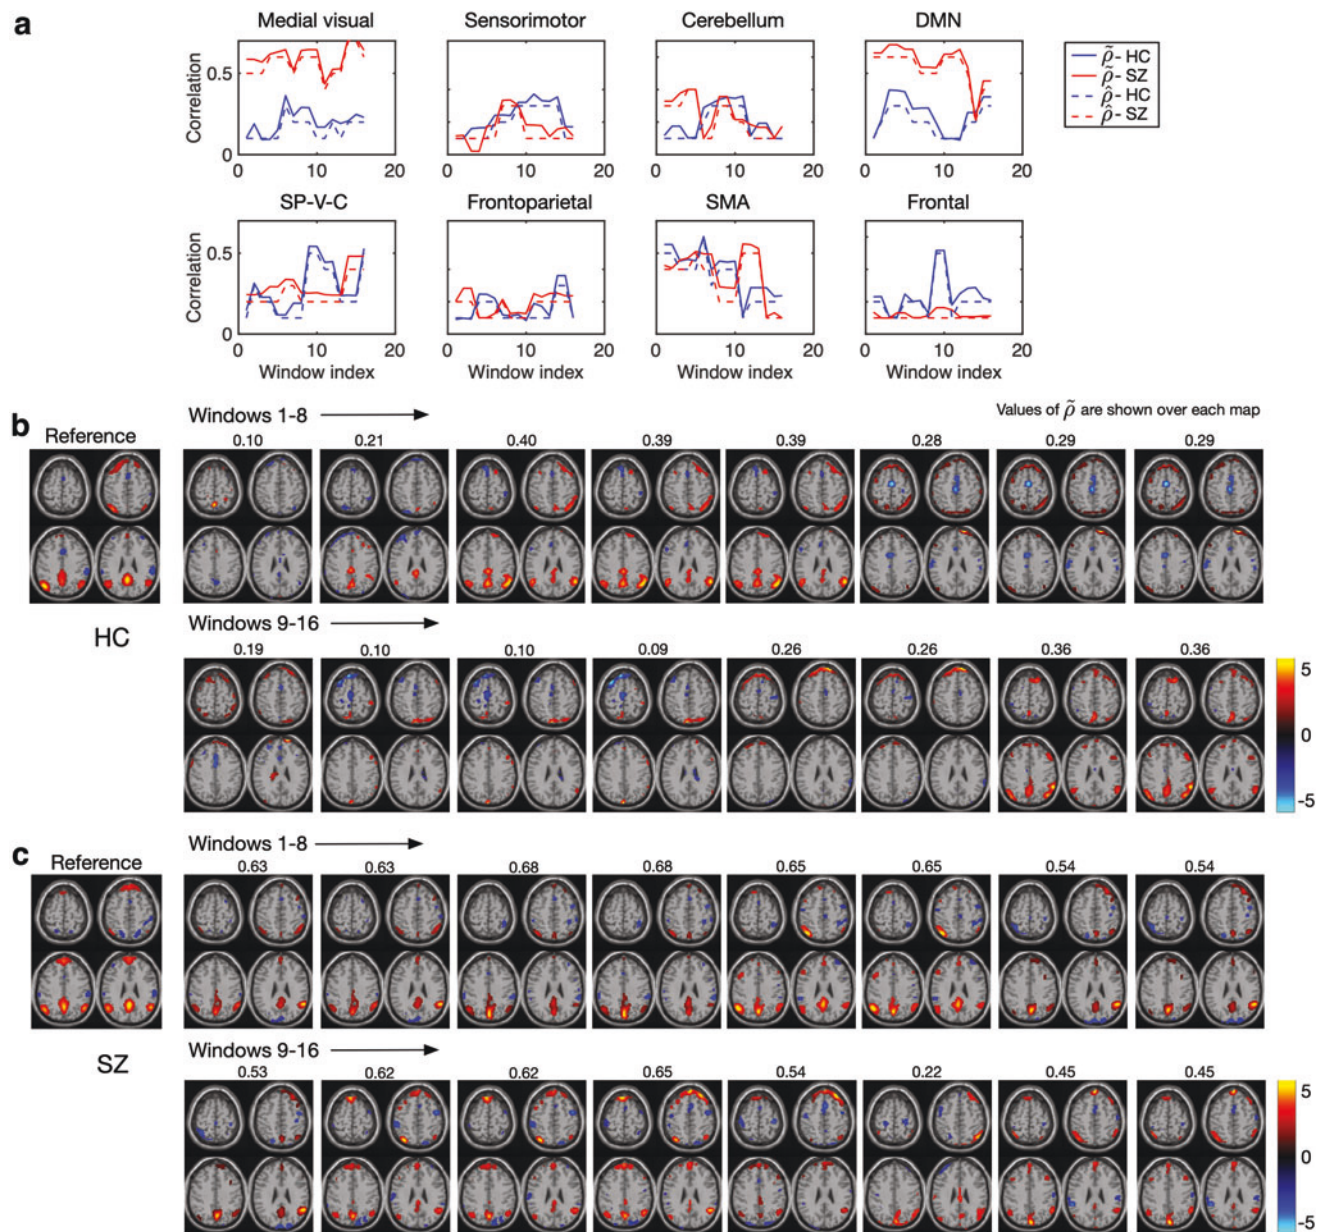 a
Medial visual Sensorimotor Cerebellum DMN
Correlation
0.5
0
0 10 20 0 10 20 0 10 20 0 10 20
ρ̃ - HC
ρ̃ - SZ
ρ̂ - HC
ρ̂ - SZ
SP-V-C Frontoparietal SMA Frontal
Correlation
0.5
0
0 10 20 0 10 20 0 10 20 0 10 20
Window index Window index Window index Window index
b
Windows 1-8
Values of ρ̃ are shown over each map
Reference
0.10 0.21 0.40 0.39 0.39 0.28 0.29 0.29
HC
Windows 9-16
0.19 0.10 0.10 0.09 0.26 0.26 0.36 0.36
5
0
-5
c
Windows 1-8
Reference
0.63 0.63 0.68 0.68 0.65 0.65 0.54 0.54
SZ
Windows 9-16
0.53 0.62 0.62 0.65 0.54 0.22 0.45 0.45
5
0
-5